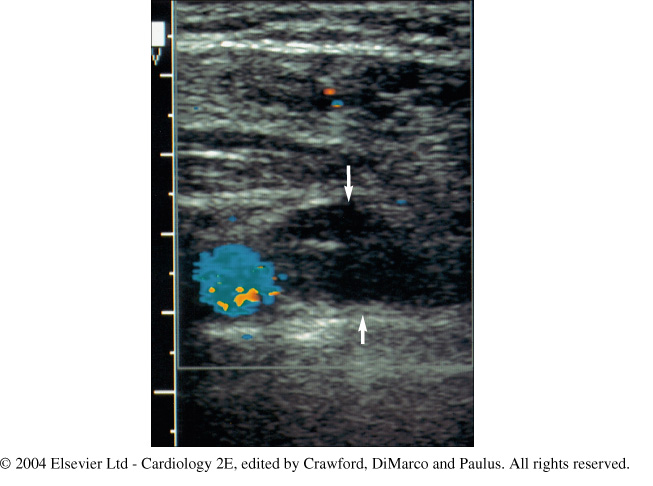 © 2004 Elsevier Ltd - Cardiology 2E, edited by Crawford, DiMarco and Paulus. All rights reserved.